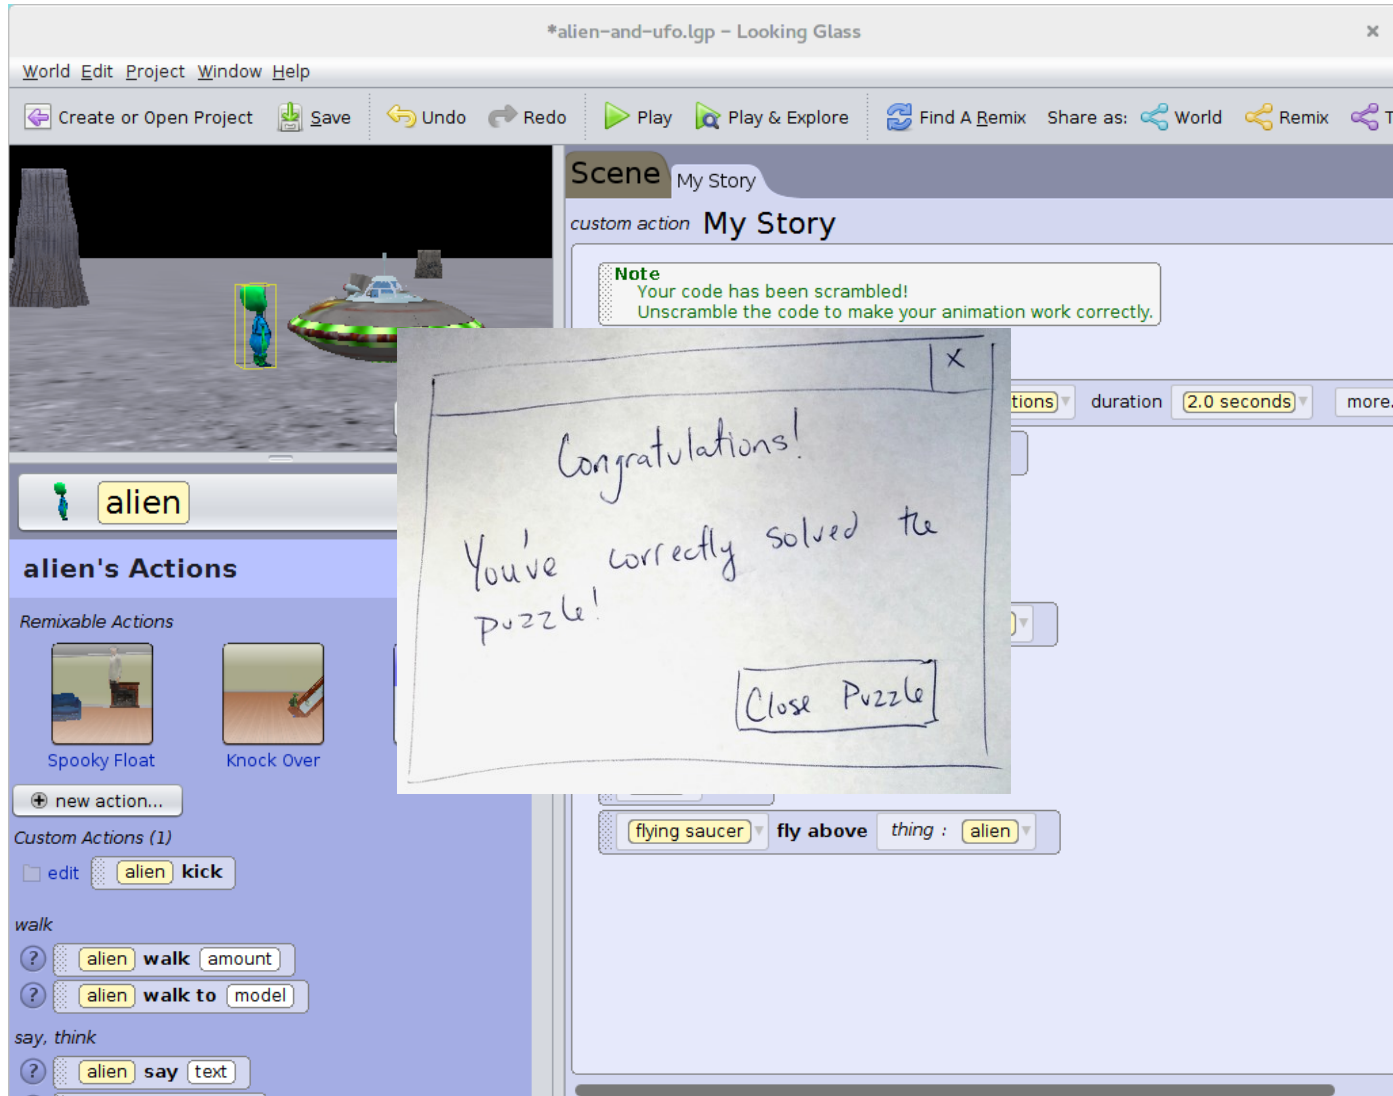 *alien-and-ufo.lgp – Looking Glass
World Edit Project Window Help
Create or Open Project Save Undo Redo Play Play & Explore Find A Remix Share as: World Remix
Scene My Story
custom action My Story
Note
Your code has been scrambled!
Unscramble the code to make your animation work correctly.
duration 2.0 seconds more.
X
Congratulations!
You've correctly solved the
puzzle!
Close Puzzle
alien
alien's Actions
Remixable Actions
Spooky Float Knock Over
new action...
Custom Actions (1)
edit alien kick
walk
? alien walk amount
? alien walk to model
say, think
? alien say text
flying saucer fly above thing : alien